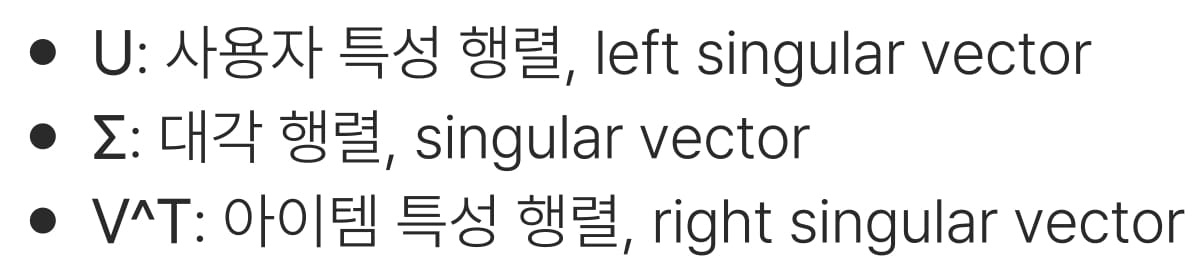 • U: 사용자 특성 행렬, left singular vector
• Σ: 대각 행렬, singular vector
• V^T: 아이템 특성 행렬, right singular vector